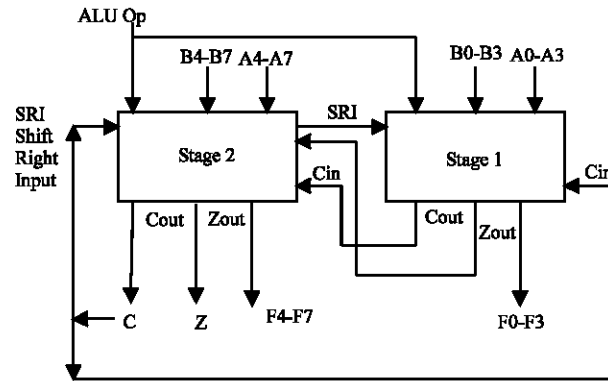 ALU Op
B4-B7 A4-A7
B0-B3 A0-A3
SRI
Shift
Right
Input
SRI
Stage 2
Stage 1
Cin
Cin
Cout
Zout
Cout
Zout
C
Z
F4-F7
F0-F3